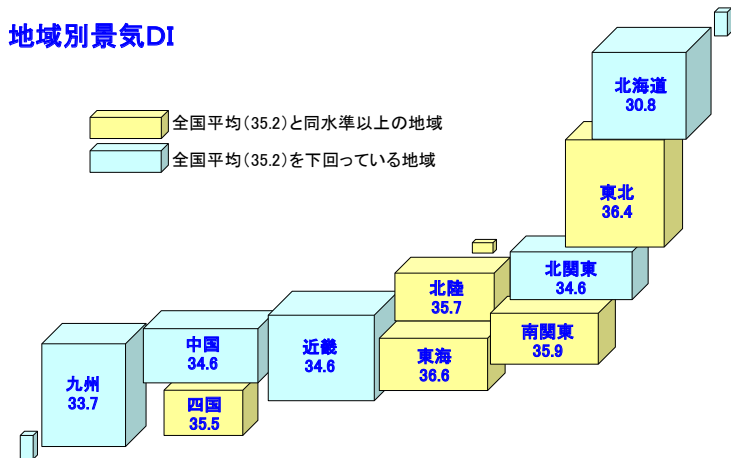 地域別景気DI
全国平均(35.2)と同水準以上の地域
全国平均(35.2)を下回っている地域
北海道
30.8
東北
36.4
北関東
34.6
北陸
35.7
南関東
35.9
東海
36.6
近畿
34.6
中国
34.6
四国
35.5
九州
33.7